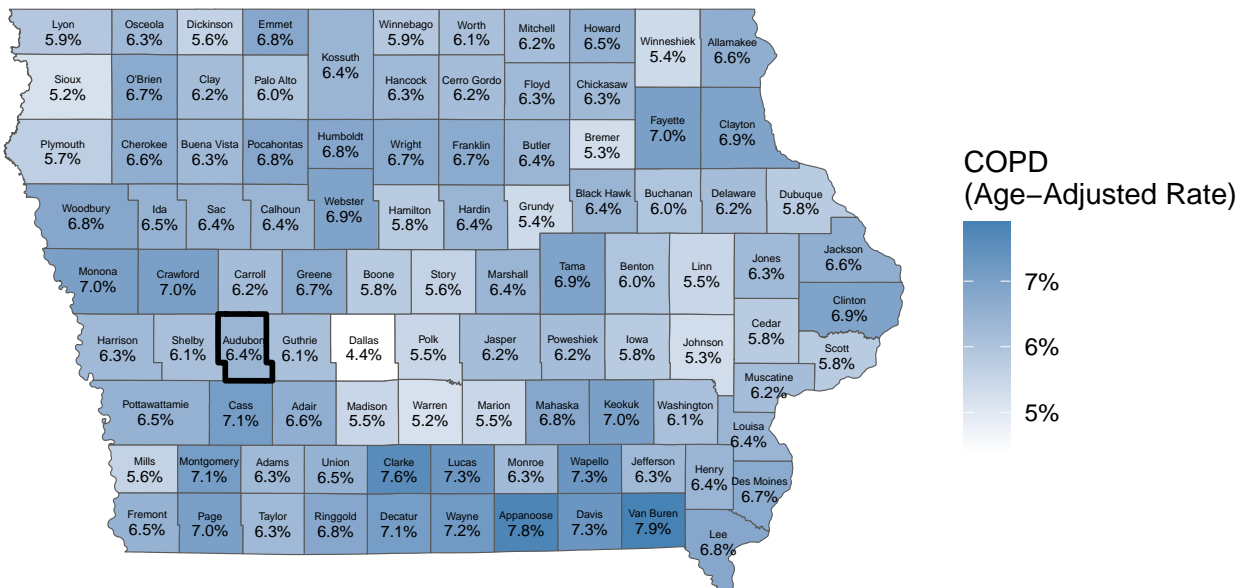 Lyon
5.9%
Osceola
6.3%
Dickinson
5.6%
Emmet
6.8%
Kossuth
6.4%
Winnebago
5.9%
Worth
6.1%
Mitchell
6.2%
Howard
6.5%
Winneshiek
5.4%
Allamakee
6.6%
Sioux
5.2%
O'Brien
6.7%
Clay
6.2%
Palo Alto
6.0%
Hancock
6.3%
Cerro Gordo
6.2%
Floyd
6.3%
Chickasaw
6.3%
Fayette
7.0%
Clayton
6.9%
Plymouth
5.7%
Cherokee
6.6%
Buena Vista
6.3%
Pocahontas
6.8%
Humboldt
6.8%
Wright
6.7%
Franklin
6.7%
Butler
6.4%
Bremer
5.3%
Woodbury
6.8%
Ida
6.5%
Sac
6.4%
Calhoun
6.4%
Webster
6.9%
Hamilton
5.8%
Hardin
6.4%
Grundy
5.4%
Black Hawk
6.4%
Buchanan
6.0%
Delaware
6.2%
Dubuque
5.8%
Monona
7.0%
Crawford
7.0%
Carroll
6.2%
Greene
6.7%
Boone
5.8%
Story
5.6%
Marshall
6.4%
Tama
6.9%
Benton
6.0%
Linn
5.5%
Jones
6.3%
Jackson
6.6%
Clinton
6.9%
Harrison
6.3%
Shelby
6.1%
Audubon
6.4%
Guthrie
6.1%
Dallas
4.4%
Polk
5.5%
Jasper
6.2%
Poweshiek
6.2%
Iowa
5.8%
Johnson
5.3%
Cedar
5.8%
Scott
5.8%
Muscatine
6.2%
Pottawattamie
6.5%
Cass
7.1%
Adair
6.6%
Madison
5.5%
Warren
5.2%
Marion
5.5%
Mahaska
6.8%
Keokuk
7.0%
Washington
6.1%
Louisa
6.4%
Mills
5.6%
Montgomery
7.1%
Adams
6.3%
Union
6.5%
Clarke
7.6%
Lucas
7.3%
Monroe
6.3%
Wapello
7.3%
Jefferson
6.3%
Henry
6.4%
Des Moines
6.7%
Fremont
6.5%
Page
7.0%
Taylor
6.3%
Ringgold
6.8%
Decatur
7.1%
Wayne
7.2%
Appanoose
7.8%
Davis
7.3%
Van Buren
7.9%
Lee
6.8%
COPD
(Age−Adjusted Rate)
7%
6%
5%